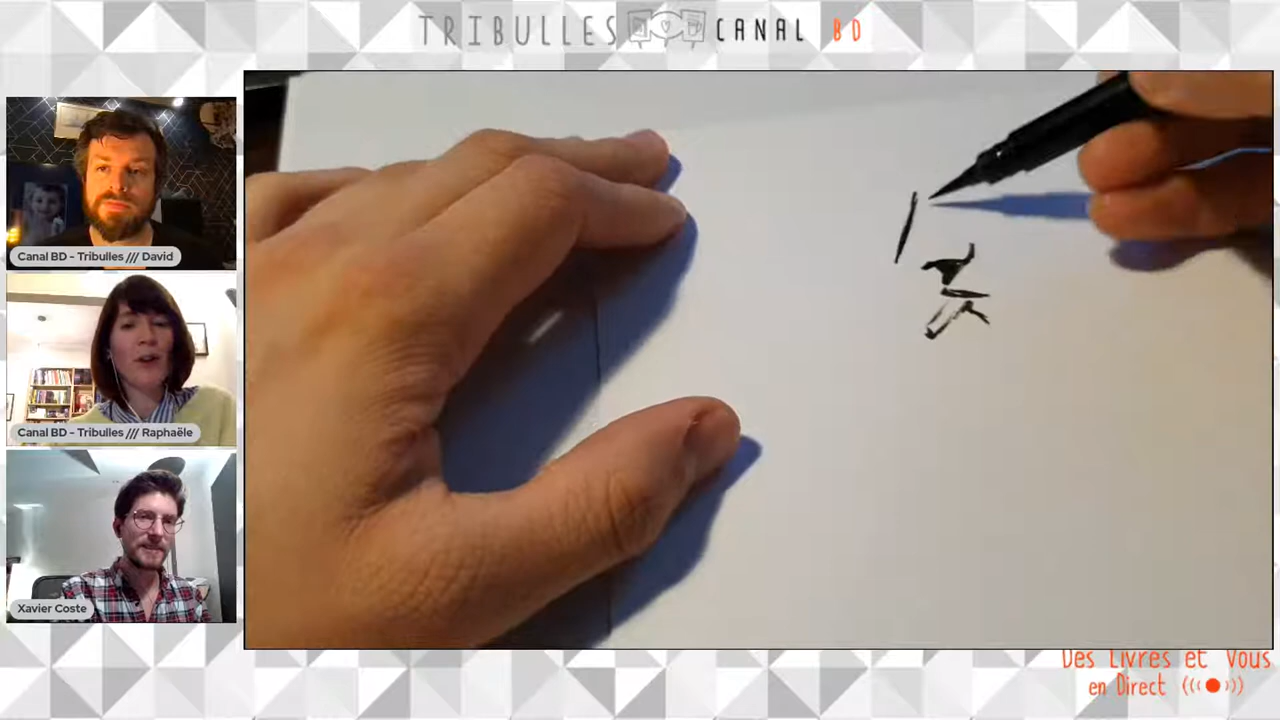 TRIBULLES CANAL BD
Canal BD - Tribulles /// David
Canal BD - Tribulles /// Raphaële
Xavier Coste
Des Livres et Vous
en Direct